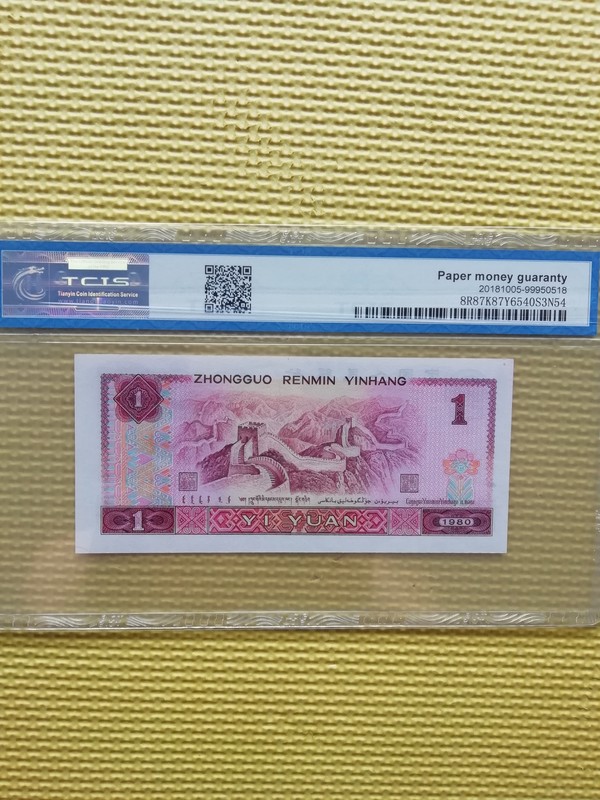 TCIS
Tianyin Coin Identification Service
Paper money guaranty
20181005-99950518
8R87K87Y6540S3N54
ZHONGGUO RENMIN YINHANG
1
1
1
YI YUAN
1980